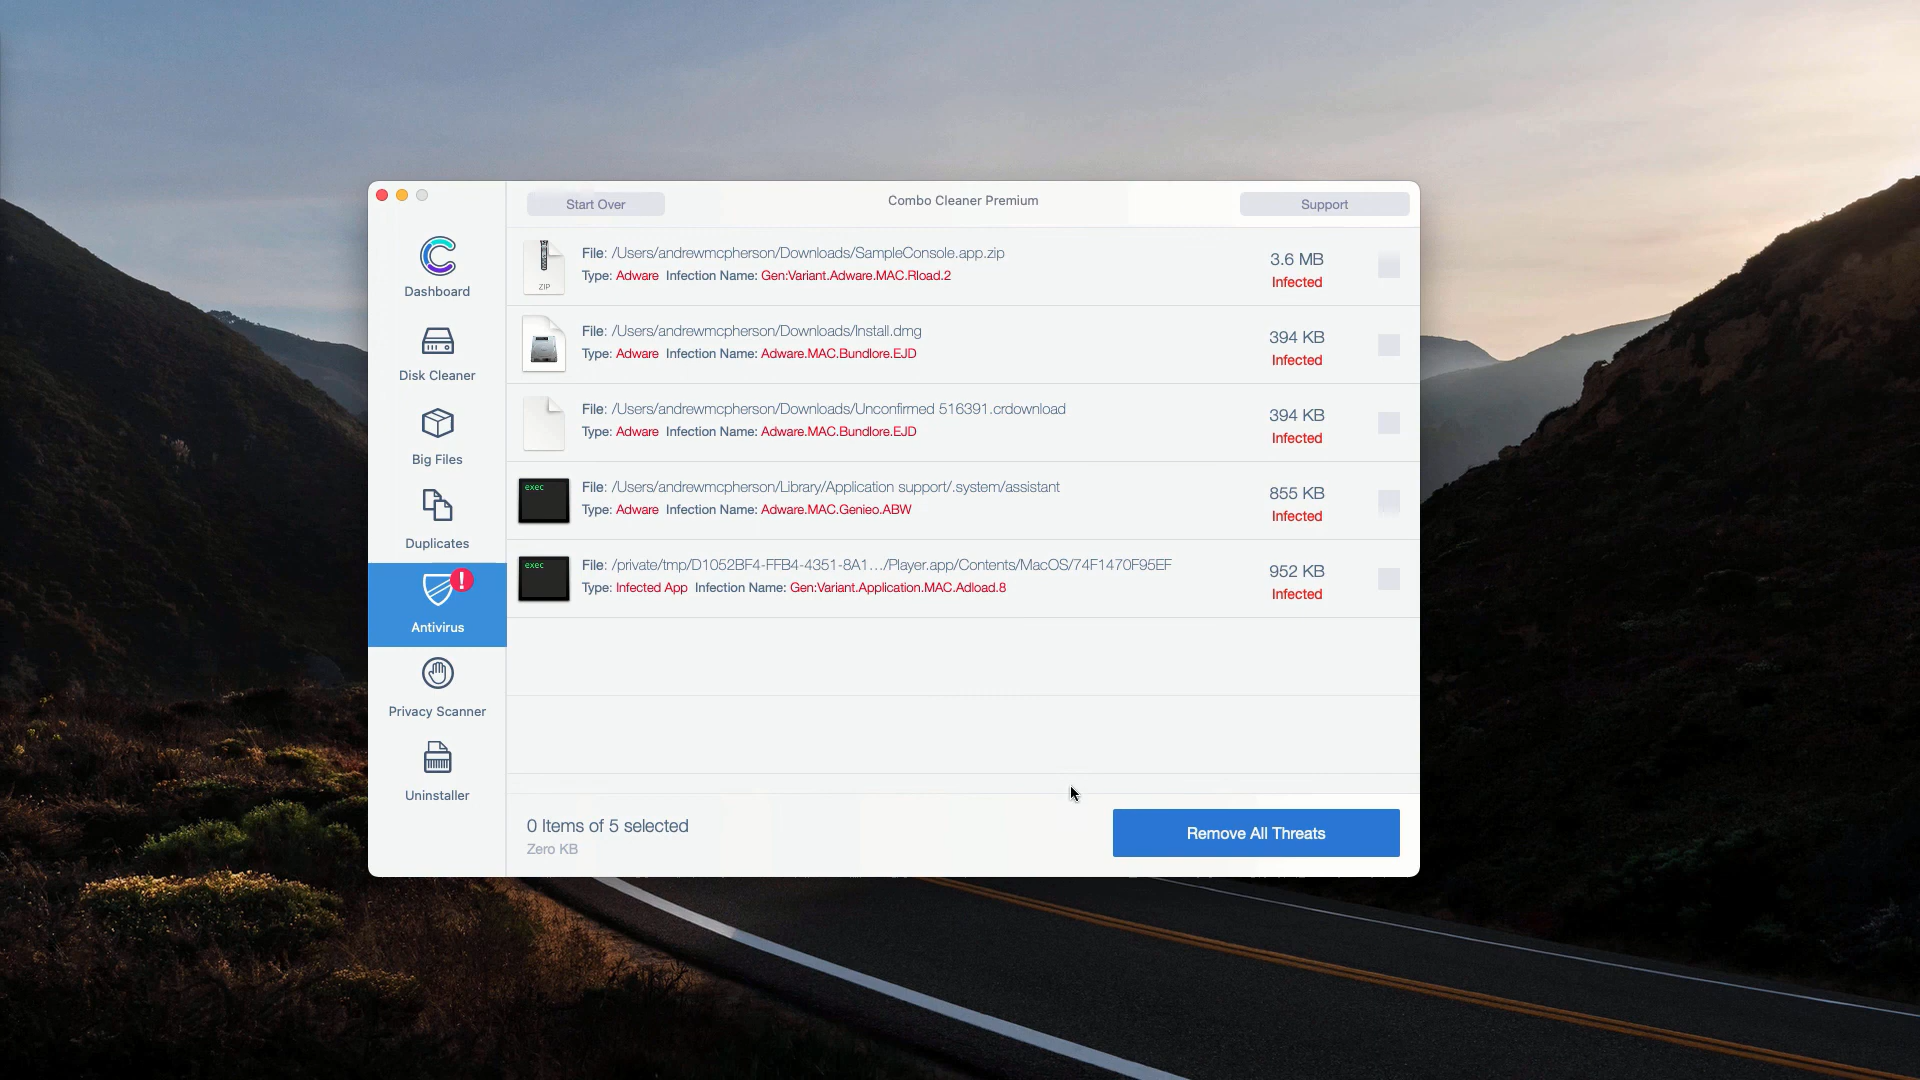 Start Over
Combo Cleaner Premium
Support
Dashboard
Disk Cleaner
Big Files
Duplicates
!
Antivirus
Privacy Scanner
Uninstaller
ZIP
File: /Users/andrewmcpherson/Downloads/SampleConsole.app.zip
Type: Adware Infection Name: Gen:Variant.Adware.MAC.Rload.2
3.6 MB
Infected
File: /Users/andrewmcpherson/Downloads/Install.dmg
Type: Adware Infection Name: Adware.MAC.Bundlore.EJD
394 KB
Infected
File: /Users/andrewmcpherson/Downloads/Unconfirmed 516391.crdownload
Type: Adware Infection Name: Adware.MAC.Bundlore.EJD
394 KB
Infected
exec
File: /Users/andrewmcpherson/Library/Application support/.system/assistant
Type: Adware Infection Name: Adware.MAC.Genieo.ABW
855 KB
Infected
exec
File: /private/tmp/D1052BF4-FFB4-4351-8A1…/Player.app/Contents/MacOS/74F1470F95EF
Type: Infected App Infection Name: Gen:Variant.Application.MAC.Adload.8
952 KB
Infected
0 Items of 5 selected
Zero KB
Remove All Threats